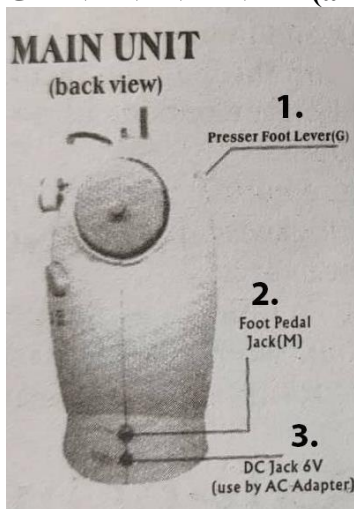 MAIN UNIT
(back view)
1.
Presser Foot Lever(G)
2.
Foot Pedal
Jack(M)
3.
DC Jack 6V
(use by AC Adapter)